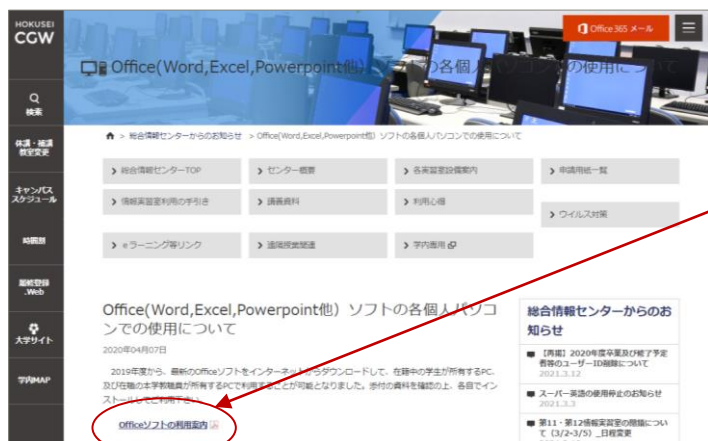 HOKUSEI
CGW
Office365 メール
Office(Word,Excel,Powerpoint他) ソフトの各個人パソコンでの使用について
検索
休講・補講
教室変更
キャンパス
スケジュール
時間割
履修登録
.Web
大学サイト
学内MAP
> 総合情報センターからのお知らせ > Office(Word,Excel,Powerpoint他) ソフトの各個人パソコンでの使用について
総合情報センターTOP
センター概要
各実習室設備案内
申請用紙一覧
情報実習室利用の手引き
講義資料
利用心得
ウイルス対策
eラーニング等リンク
遠隔授業関連
学内専用
Office(Word,Excel,Powerpoint他) ソフトの各個人パソコ
ンでの使用について
2020年04月07日
2019年度から、最新のOfficeソフトをインターネットからダウンロードして、在籍中の学生が所有するPC、
及び在職の本学教職員が所有するPCで利用することが可能となりました。添付の資料を確認の上、各自でイン
ストールしてご利用下さい。
Officeソフトの利用案内
総合情報センターからのお
知らせ
【再掲】2020年度卒業及び修了予定
者等のユーザーID削除について
2021.3.12
スーパー英語の使用停止のお知らせ
2021.3.3
第11・第12情報実習室の閉鎖につい
て (3/2-3/5) _日程変更